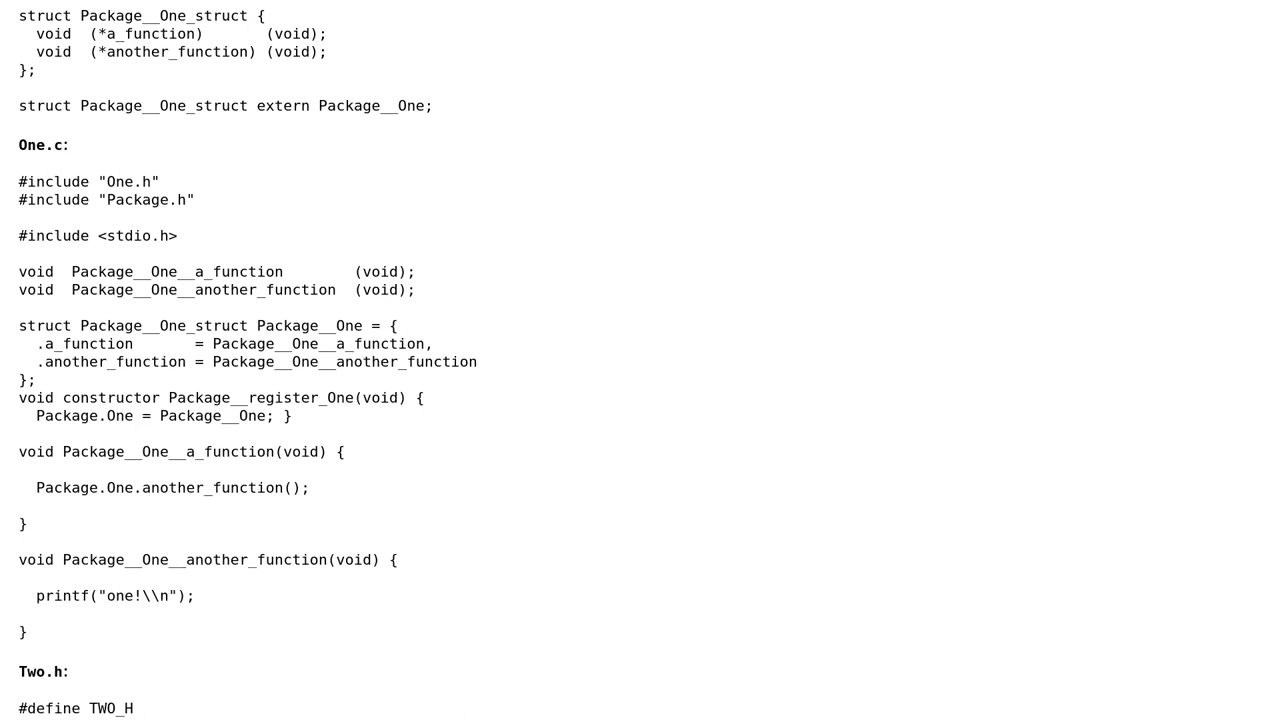 struct Package__One_struct {
  void  (*a_function)       (void);
  void  (*another_function) (void);
};
struct Package__One_struct extern Package__One;
One.c:
#include "One.h"
#include "Package.h"
#include <stdio.h>
void  Package__One__a_function        (void);
void  Package__One__another_function  (void);
struct Package__One_struct Package__One = {
  .a_function       = Package__One__a_function,
  .another_function = Package__One__another_function
};
void constructor Package__register_One(void) {
  Package.One = Package__One; }
void Package__One__a_function(void) {
  Package.One.another_function();
}
void Package__One__another_function(void) {
  printf("one!\\n");
}
Two.h:
#define TWO_H